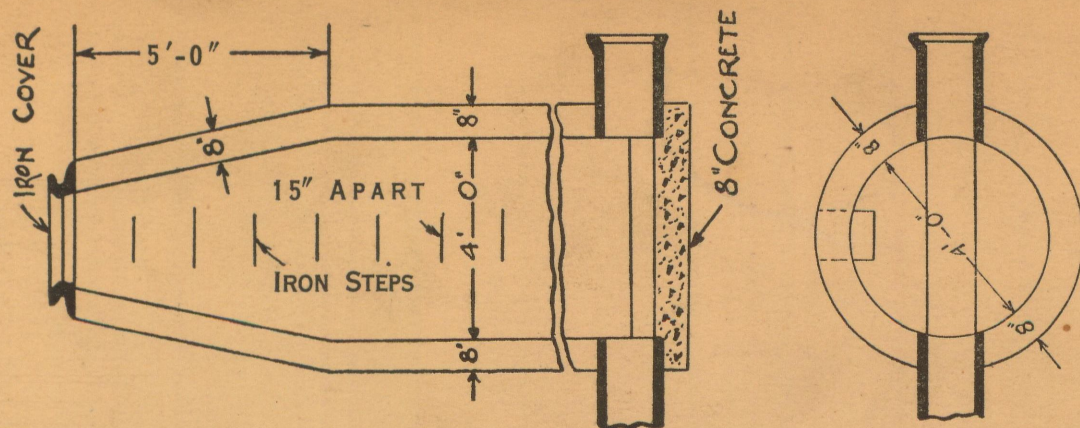 IRON COVER
5'-0"
8"
8"
15" APART
4'-0"
IRON STEPS
8"
8" CONCRETE
8"
4'-0"
8"